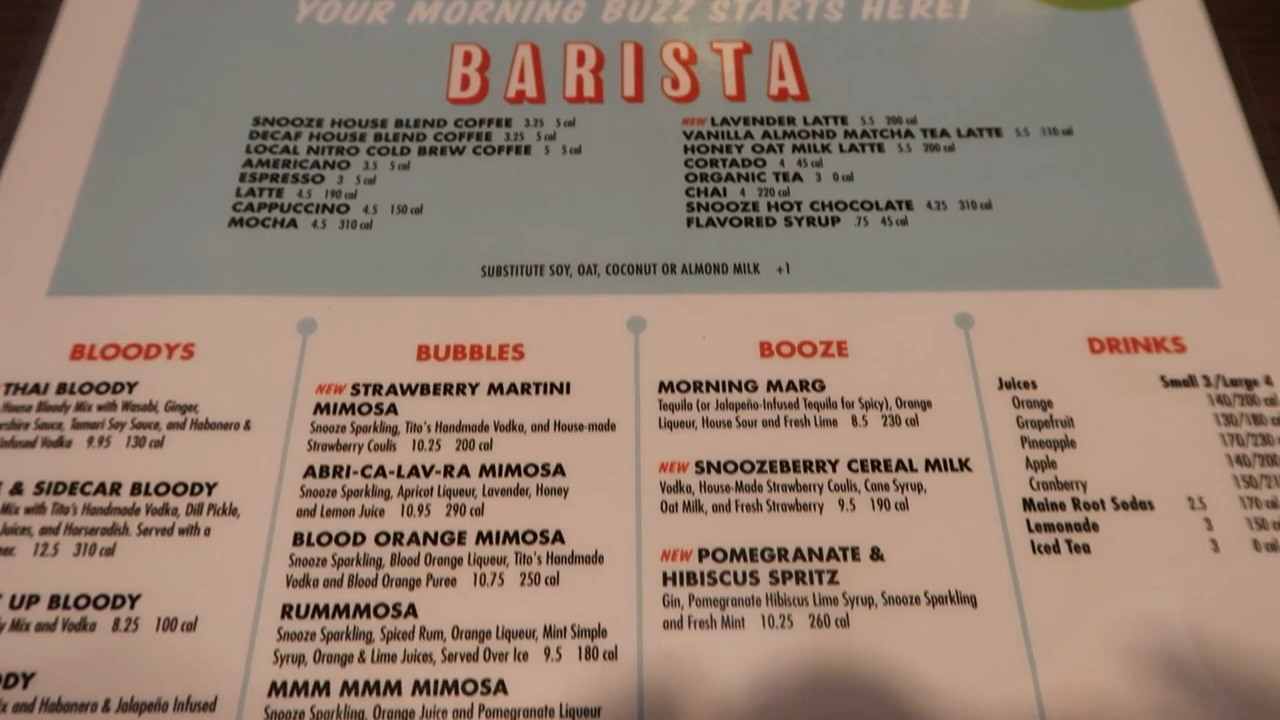 YOUR MORNING BUZZ STARTS HERE!
BARISTA
SNOOZE HOUSE BLEND COFFEE 3.25 5 cal
DECAF HOUSE BLEND COFFEE 3.25 5 cal
LOCAL NITRO COLD BREW COFFEE 5 5 cal
AMERICANO 3.5 5 cal
ESPRESSO 3 5 cal
LATTE 4.5 190 cal
CAPPUCCINO 4.5 150 cal
MOCHA 4.5 310 cal
NEW LAVENDER LATTE 5.5 200 cal
VANILLA ALMOND MATCHA TEA LATTE 5.5 330 cal
HONEY OAT MILK LATTE 5.5 200 cal
CORTADO 4 45 cal
ORGANIC TEA 3 0 cal
CHAI 4 220 cal
SNOOZE HOT CHOCOLATE 4.25 310 cal
FLAVORED SYRUP .75 45 cal
SUBSTITUTE SOY, OAT, COCONUT OR ALMOND MILK +1
BLOODYS
THAI BLOODY
House Bloody Mix with Wasabi, Ginger,
Sauce, Tamari Soy Sauce, and Habanero &
Vodka 9.95 130 cal
& SIDECAR BLOODY
Mix with Tito's Handmade Vodka, Dill Pickle,
Juices, and Horseradish. Served with a
12.5 310 cal
UP BLOODY
Mix and Vodka 8.25 100 cal
and Habanero & Jalapeño Infused
BUBBLES
NEW STRAWBERRY MARTINI
MIMOSA
Snooze Sparkling, Tito's Handmade Vodka, and House-made
Strawberry Coulis 10.25 200 cal
ABRI-CA-LAV-RA MIMOSA
Snooze Sparkling, Apricot Liqueur, Lavender, Honey
and Lemon Juice 10.95 290 cal
BLOOD ORANGE MIMOSA
Snooze Sparkling, Blood Orange Liqueur, Tito's Handmade
Vodka and Blood Orange Puree 10.75 250 cal
RUMMMOSA
Snooze Sparkling, Spiced Rum, Orange Liqueur, Mint Simple
Syrup, Orange & Lime Juices, Served Over Ice 9.5 180 cal
MMM MMM MIMOSA
Snooze Sparkling, Orange Juice and Pomegranate Liqueur
BOOZE
MORNING MARG
Tequila (or Jalapeño-Infused Tequila for Spicy), Orange
Liqueur, House Sour and Fresh Lime 8.5 230 cal
NEW SNOOZEBERRY CEREAL MILK
Vodka, House-Made Strawberry Coulis, Cane Syrup,
Oat Milk, and Fresh Strawberry 9.5 190 cal
NEW POMEGRANATE &
HIBISCUS SPRITZ
Gin, Pomegranate Hibiscus Lime Syrup, Snooze Sparkling
and Fresh Mint 10.25 260 cal
DRINKS
Juices Small 3/Large 4
Orange 140/200
Grapefruit 130/180
Pineapple 170/230
Apple 140/200
Cranberry
Maine Root Sodas 2.5 170 cal
Lemonade 3 150
Iced Tea 3 0 cal